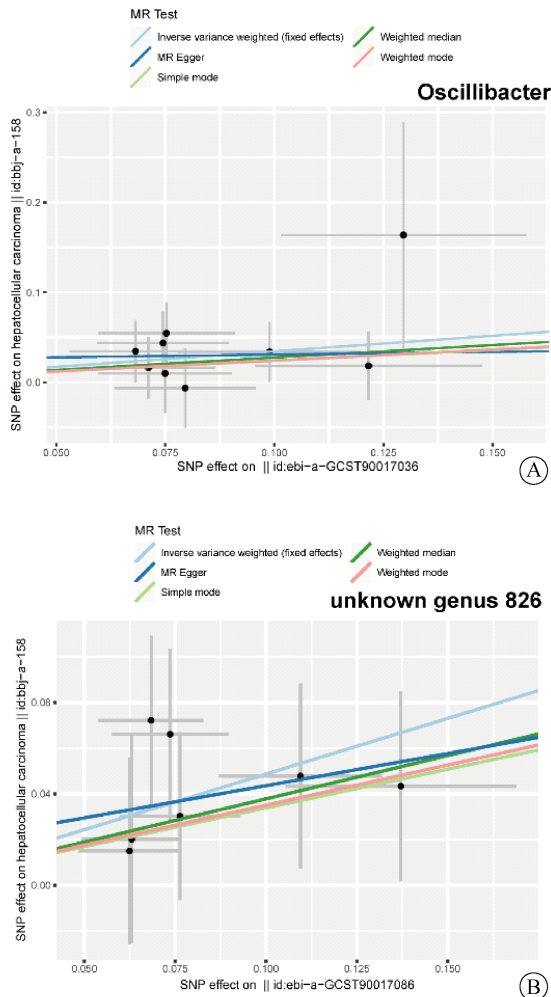 MR Test
Inverse variance weighted (fixed effects)
Weighted median
MR Egger
Weighted mode
Simple mode
Oscillibacter
SNP effect on hepatocellular carcinoma || id:bbj-a-158
0.3
0.2
0.1
0.0
0.050
0.075
0.100
0.125
0.150
SNP effect on || id:ebi-a-GCST90017036
A
MR Test
Inverse variance weighted (fixed effects)
Weighted median
MR Egger
Weighted mode
Simple mode
unknown genus 826
SNP effect on hepatocellular carcinoma || id:bbj-a-158
0.08
0.04
0.00
0.050
0.075
0.100
0.125
0.150
SNP effect on || id:ebi-a-GCST90017086
B